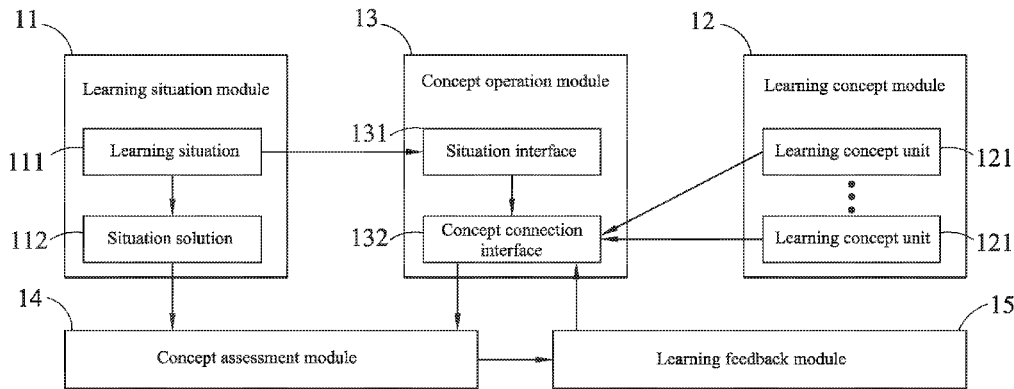 11
13
12
Learning situation module
Concept operation module
Learning concept module
111
Learning situation
131
Situation interface
Learning concept unit
121
112
Situation solution
132
Concept connection
interface
Learning concept unit
121
14
15
Concept assessment module
Learning feedback module